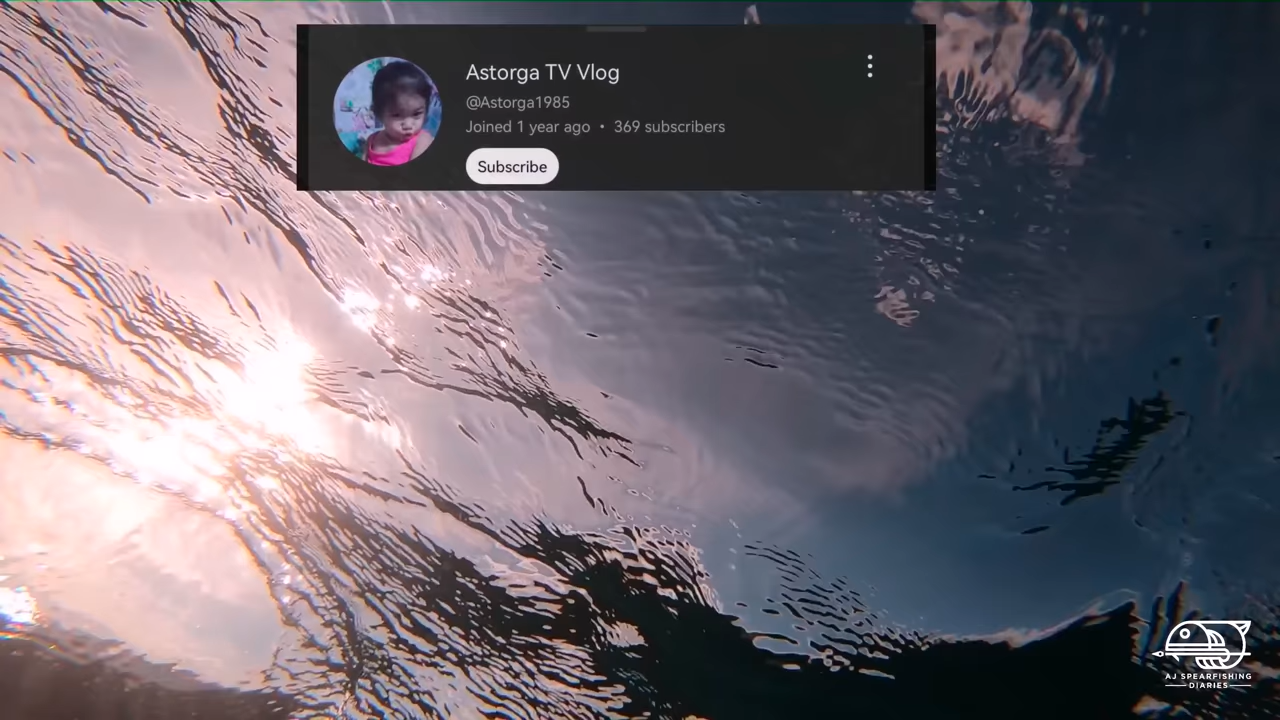 Astorga TV Vlog
@Astorga1985
Joined 1 year ago • 369 subscribers
Subscribe
AJ SPEARFISHING
DIARIES